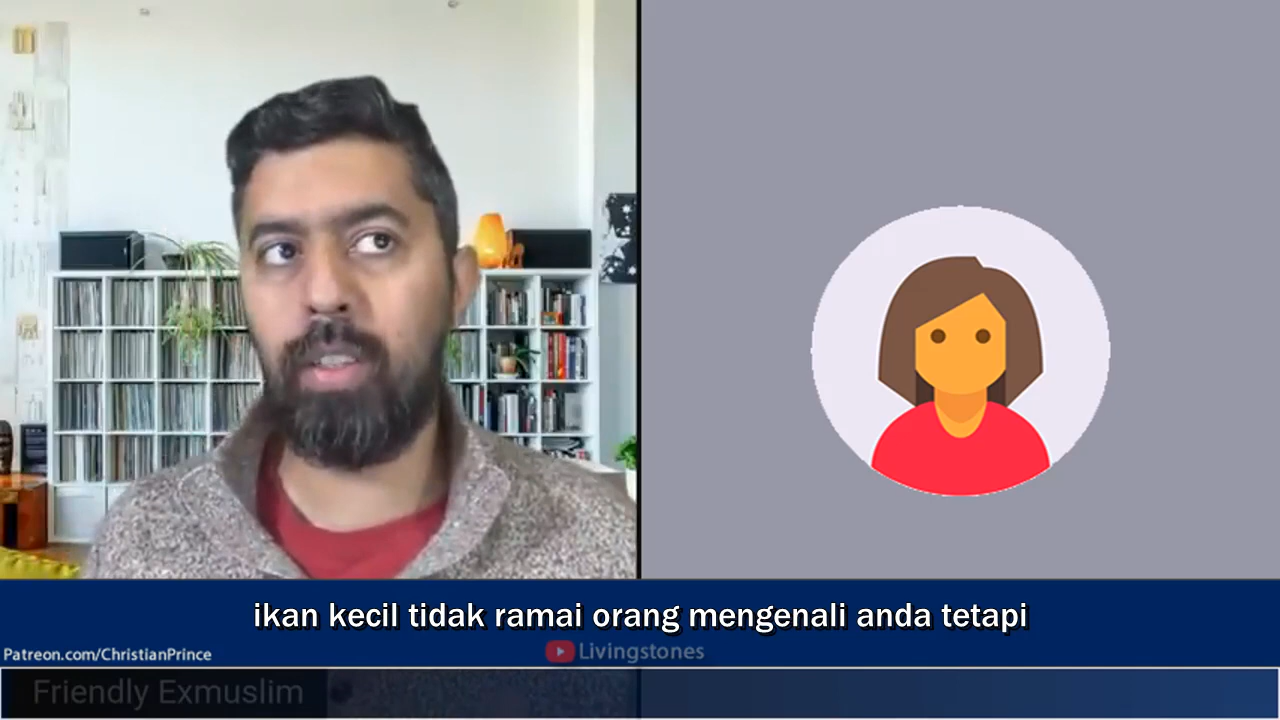 ikan kecil tidak ramai orang mengenali anda tetapi
Patreon.com/ChristianPrince
Livingstones
Friendly Exmuslim